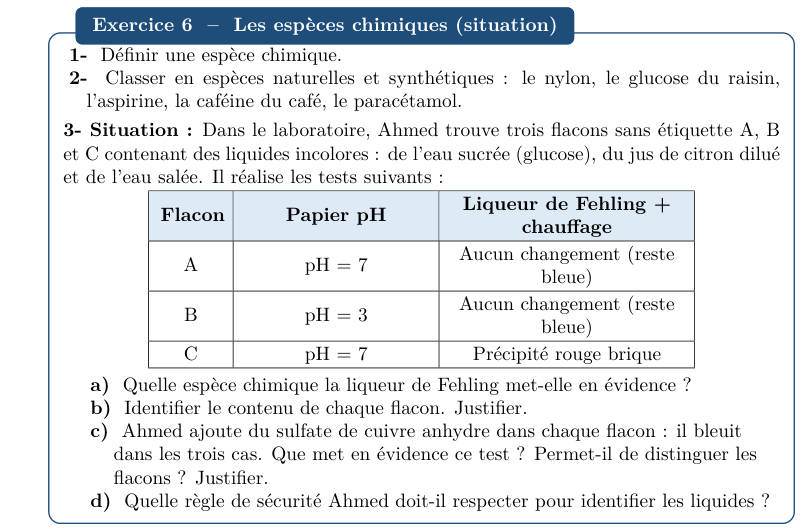 Exercice 6 – Les espèces chimiques (situation)
1- Définir une espèce chimique.
2- Classer en espèces naturelles et synthétiques : le nylon, le glucose du raisin,
l'aspirine, la caféine du café, le paracétamol.
3- Situation : Dans le laboratoire, Ahmed trouve trois flacons sans étiquette A, B
et C contenant des liquides incolores : de l'eau sucrée (glucose), du jus de citron dilué
et de l'eau salée. Il réalise les tests suivants :
Flacon Papier pH Liqueur de Fehling +
chauffage
A pH = 7 Aucun changement (reste
bleue)
B pH = 3 Aucun changement (reste
bleue)
C pH = 7 Précipité rouge brique
a) Quelle espèce chimique la liqueur de Fehling met-elle en évidence ?
b) Identifier le contenu de chaque flacon. Justifier.
c) Ahmed ajoute du sulfate de cuivre anhydre dans chaque flacon : il bleuit
dans les trois cas. Que met en évidence ce test ? Permet-il de distinguer les
flacons ? Justifier.
d) Quelle règle de sécurité Ahmed doit-il respecter pour identifier les liquides ?